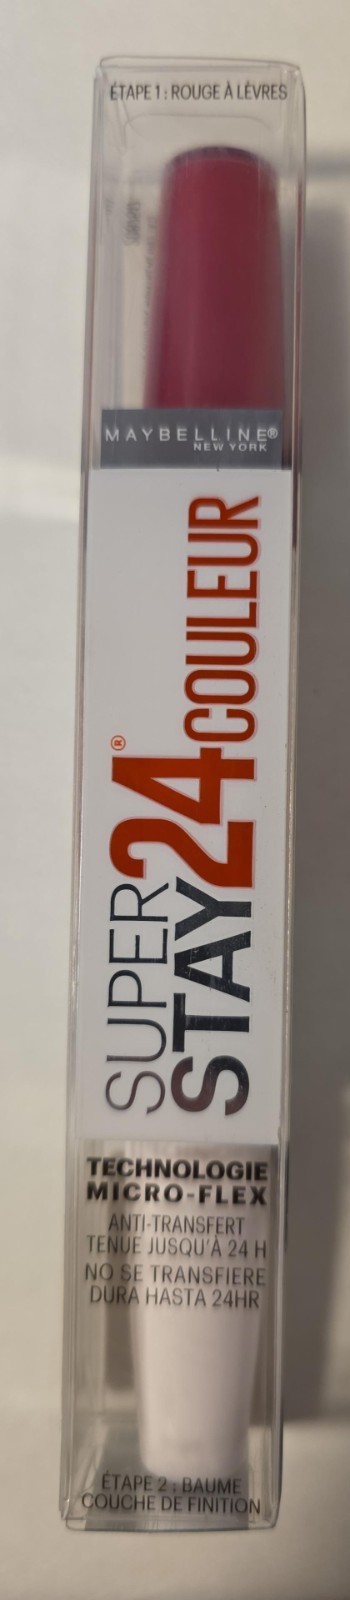 ÉTAPE 1 : ROUGE À LÈVRES
MAYBELLINE®
NEW YORK
SUPER
STAY 24® COULEUR
TECHNOLOGIE
MICRO-FLEX
ANTI-TRANSFERT
TENUE JUSQU'À 24 H
NO SE TRANSFIERE
DURA HASTA 24HR
ÉTAPE 2 : BAUME
COUCHE DE FINITION